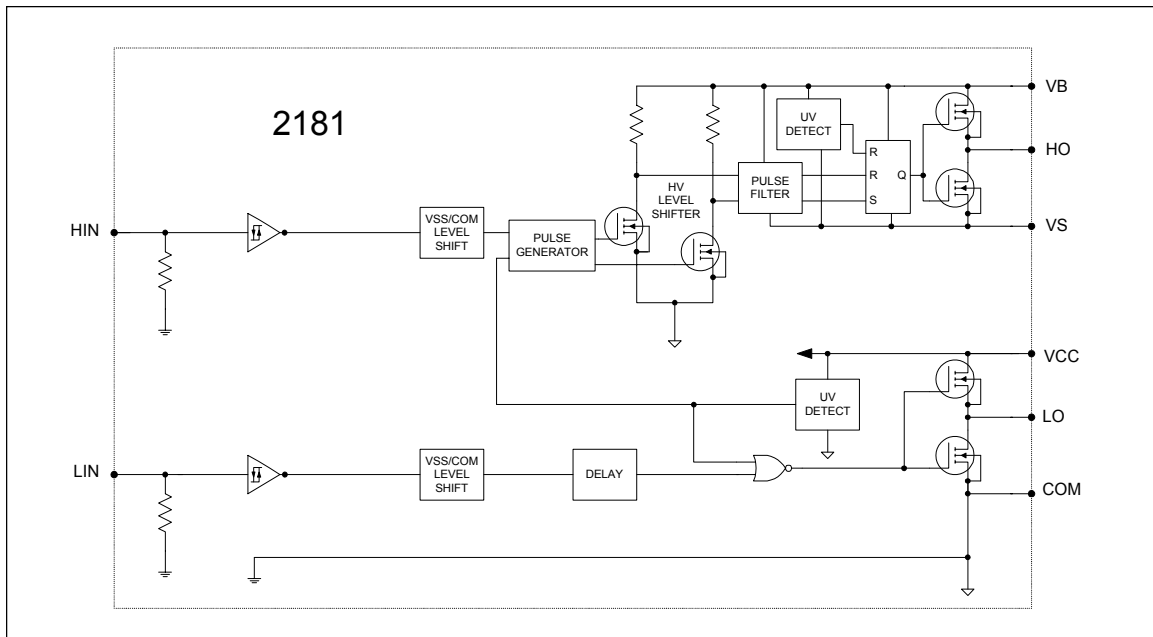 2181
VB
UV
DETECT
HO
R
R
S
Q
PULSE
FILTER
HV
LEVEL
SHIFTER
VS
HIN
VSS/COM
LEVEL
SHIFT
PULSE
GENERATOR
VCC
UV
DETECT
LO
LIN
VSS/COM
LEVEL
SHIFT
DELAY
COM